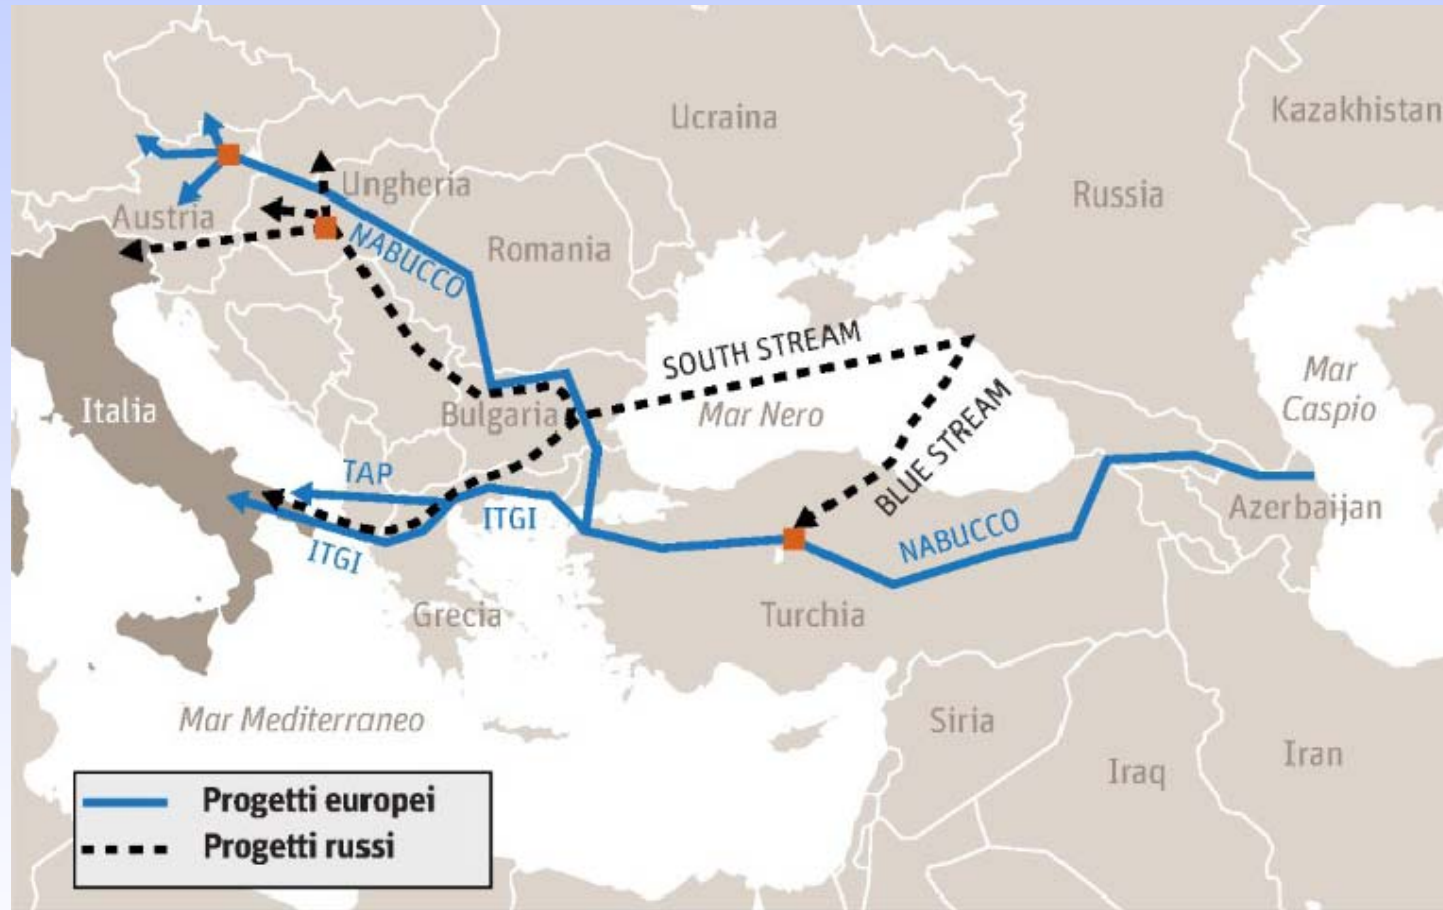 Ucraina
Kazakhistan
Russia
Ungheria
Austria
NABUCCO
Romania
SOUTH STREAM
Mar
Caspio
Italia
Bulgaria
Mar Nero
BLUE STREAM
TAP
ITGI
ITGI
NABUCCO
Azerbaijan
Grecia
Turchia
Mar Mediterraneo
Siria
Iraq
Iran
Progetti europei
Progetti russi